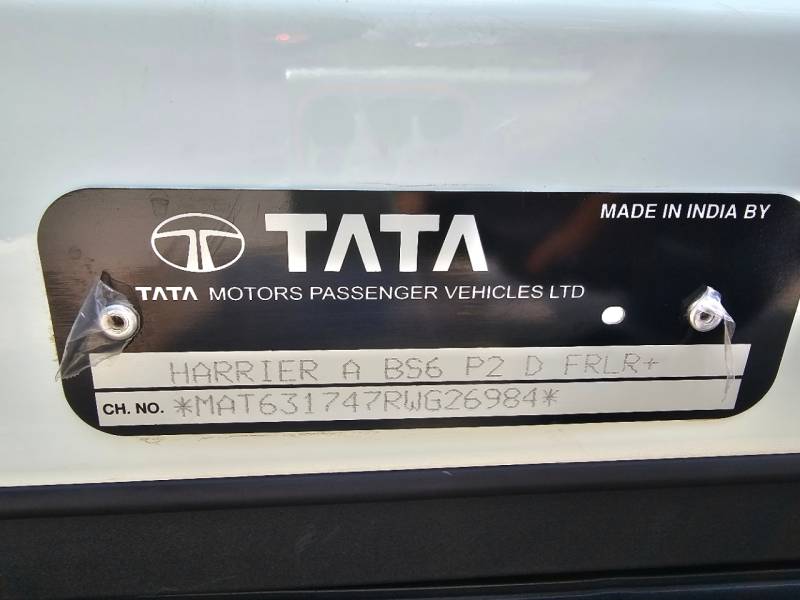 MADE IN INDIA BY
TATA
TATA MOTORS PASSENGER VEHICLES LTD
HARRIER A BS6 P2 D FRLR+
CH. NO. *MAT631747RWG26984*